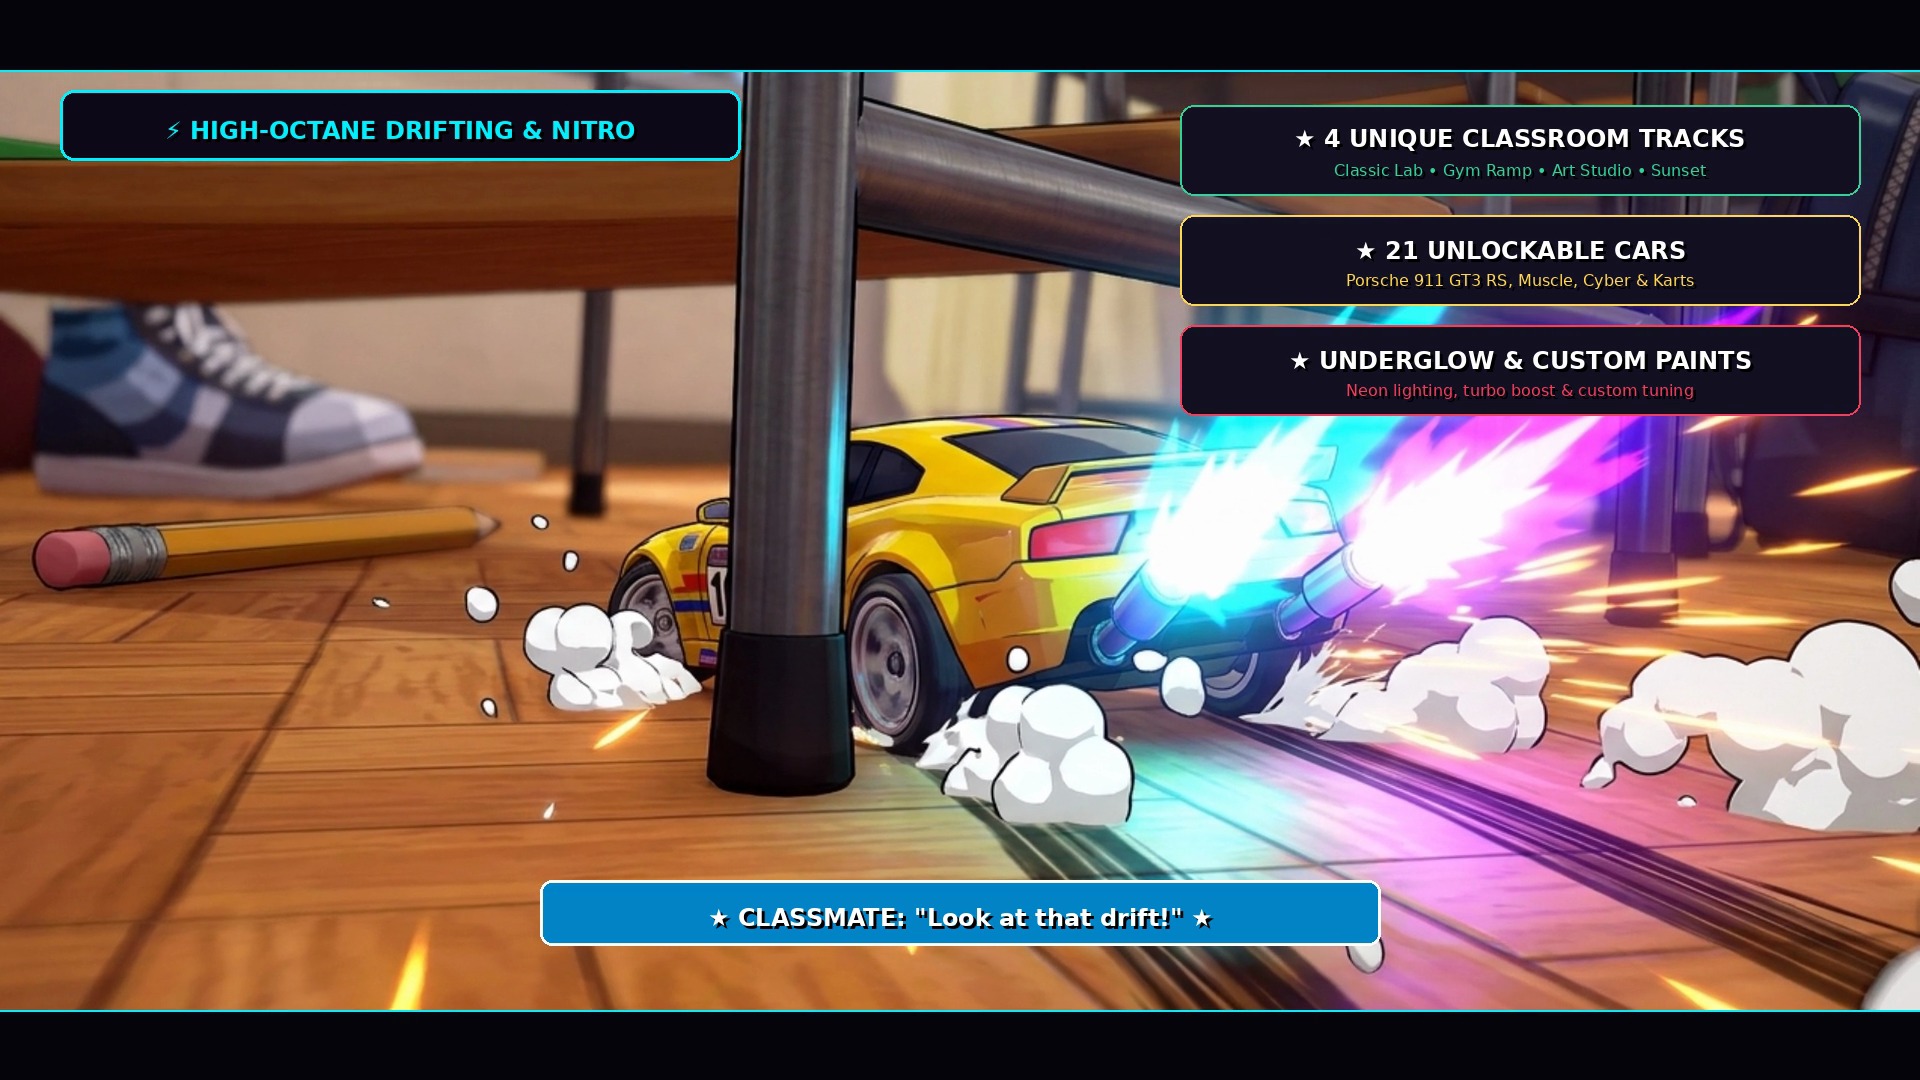 ⚡ HIGH-OCTANE DRIFTING & NITRO
★ 4 UNIQUE CLASSROOM TRACKS
Classic Lab • Gym Ramp • Art Studio • Sunset
★ 21 UNLOCKABLE CARS
Porsche 911 GT3 RS, Muscle, Cyber & Karts
★ UNDERGLOW & CUSTOM PAINTS
Neon lighting, turbo boost & custom tuning
★ CLASSMATE: "Look at that drift!" ★